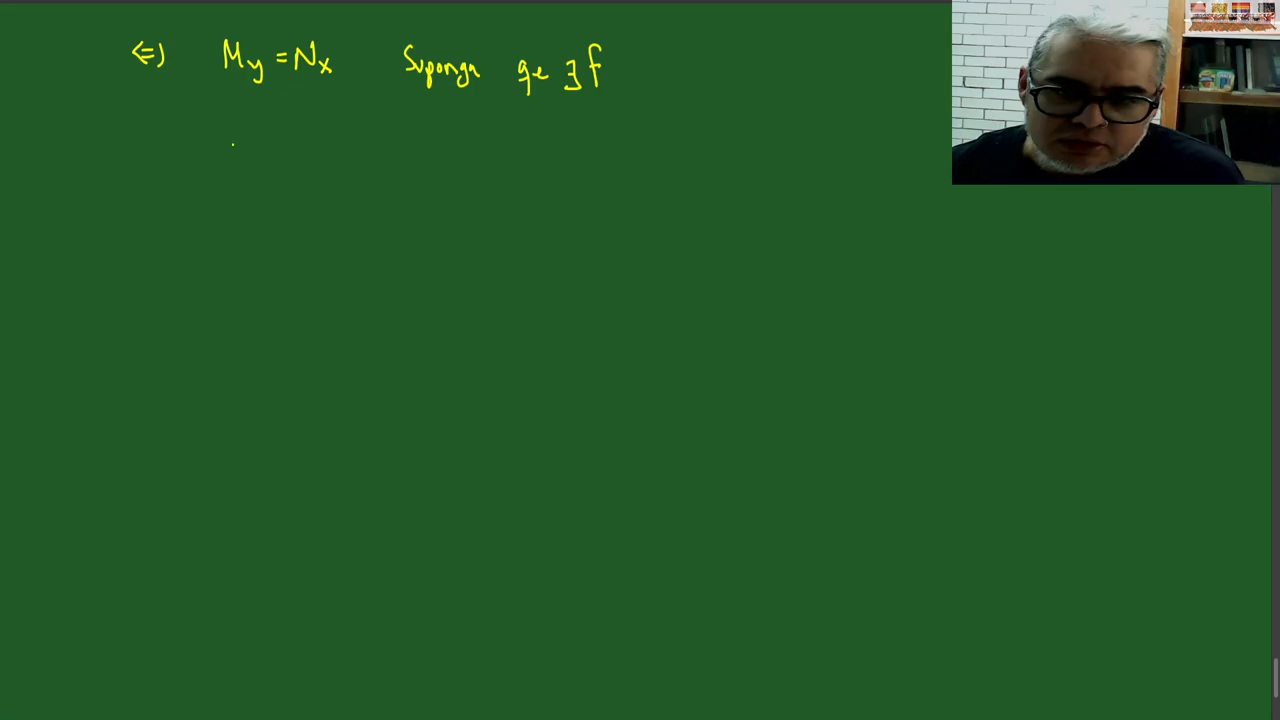 ⇐) My = Nx Suponga qe ∃ f